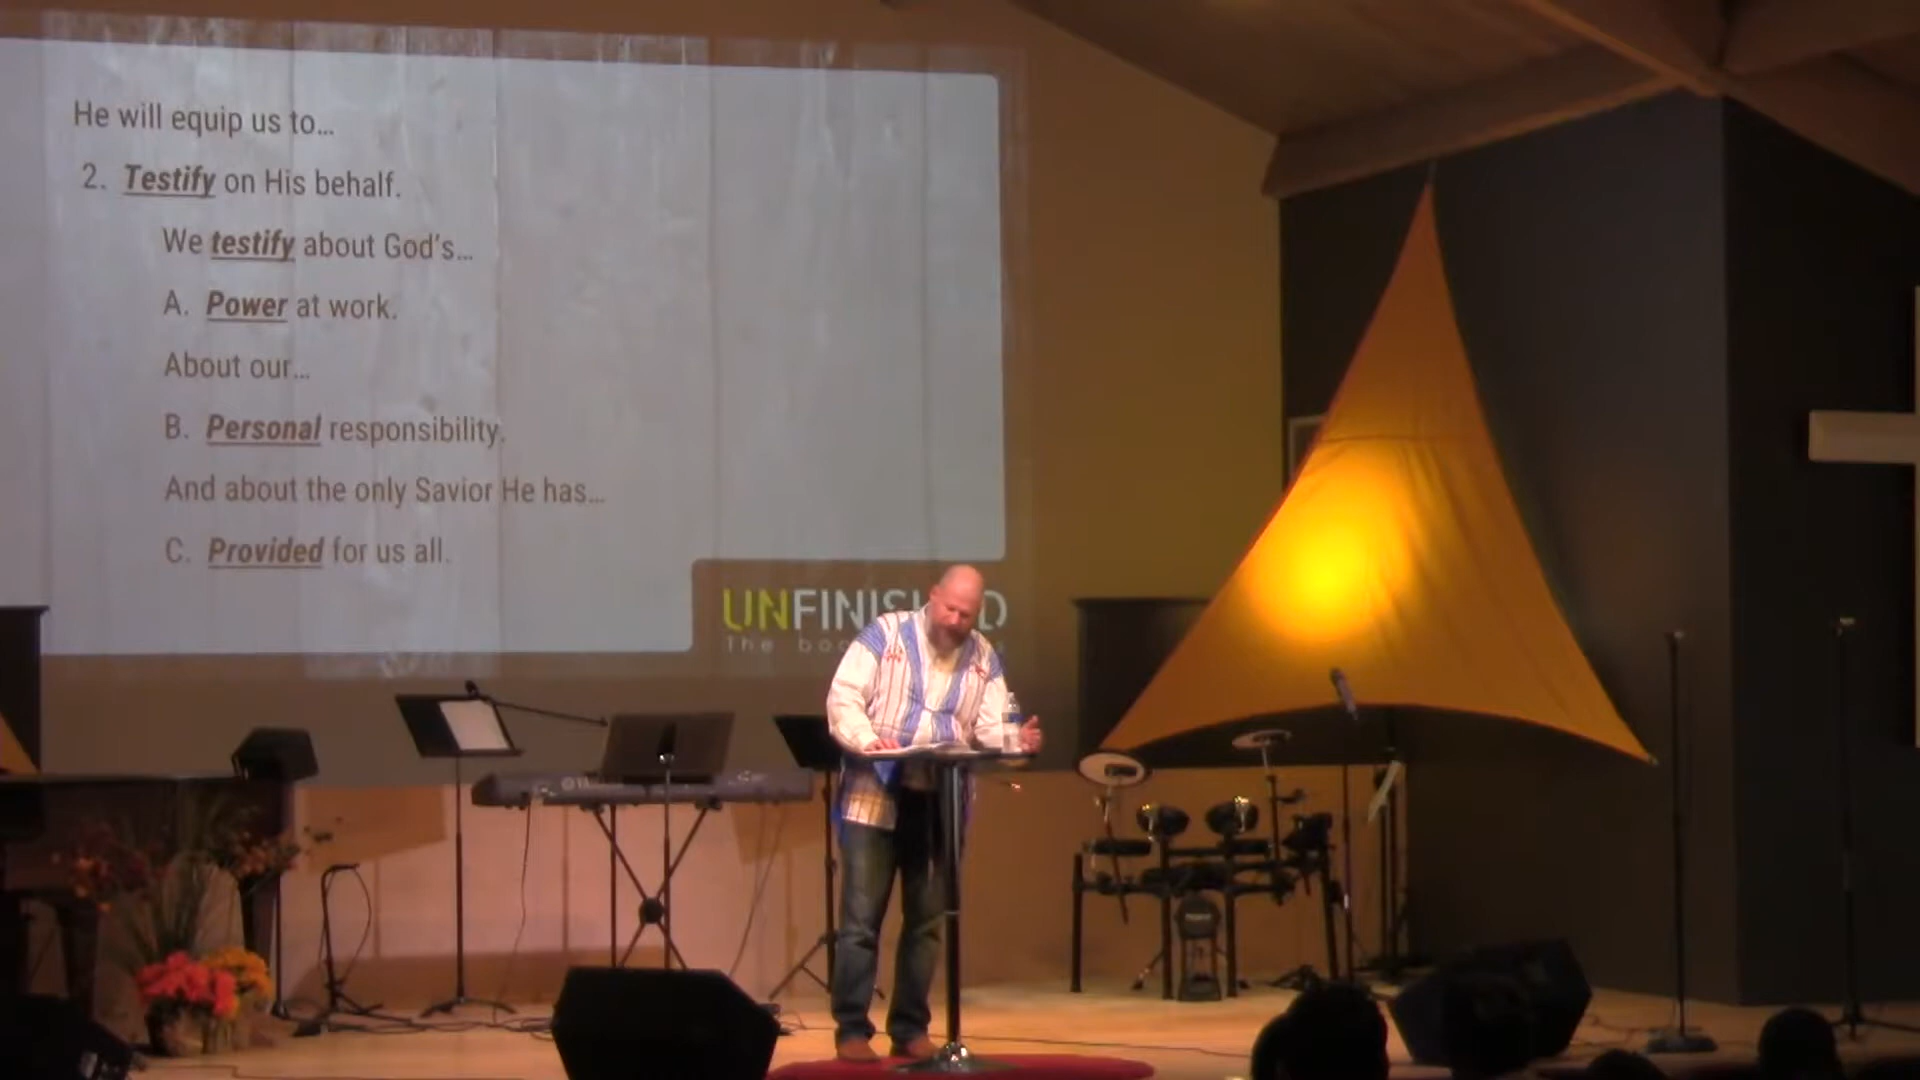 He will equip us to...
2. Testify on His behalf.
We testify about God's...
A. Power at work.
About our...
B. Personal responsibility.
And about the only Savior He has...
C. Provided for us all.
The